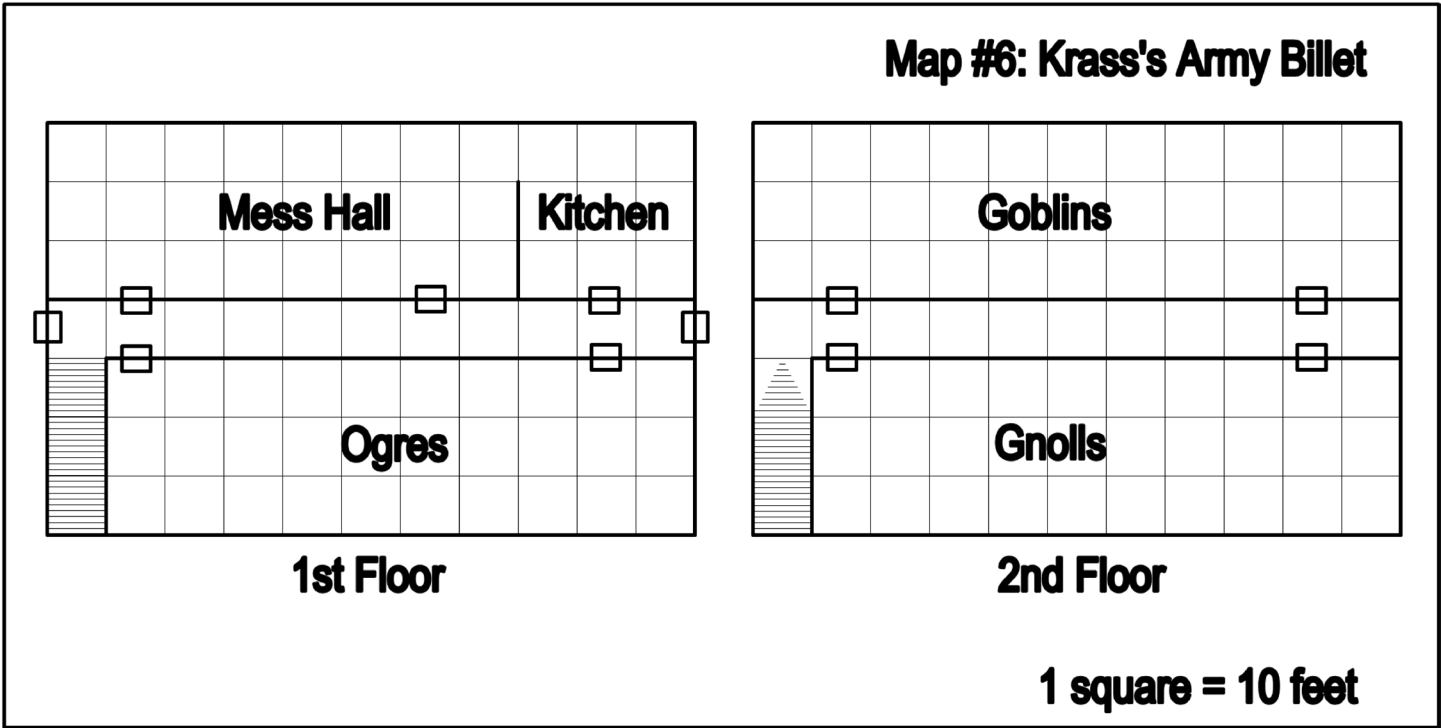 Map #6: Krass's Army Billet
Mess Hall
Kitchen
Ogres
1st Floor
Goblins
Gnolls
2nd Floor
1 square = 10 feet